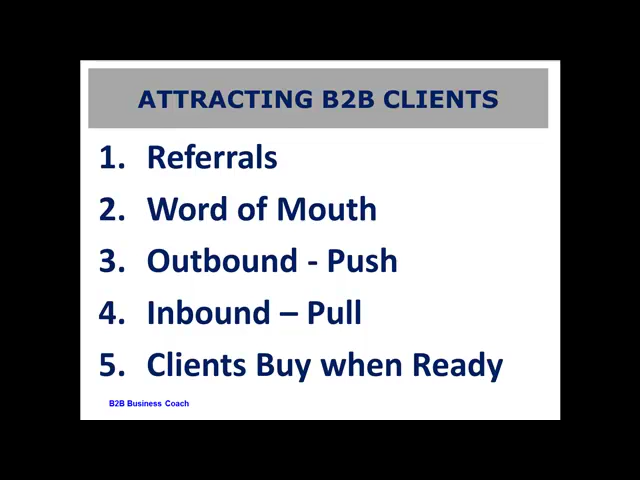 ATTRACTING B2B CLIENTS
1. Referrals
2. Word of Mouth
3. Outbound - Push
4. Inbound – Pull
5. Clients Buy when Ready
B2B Business Coach